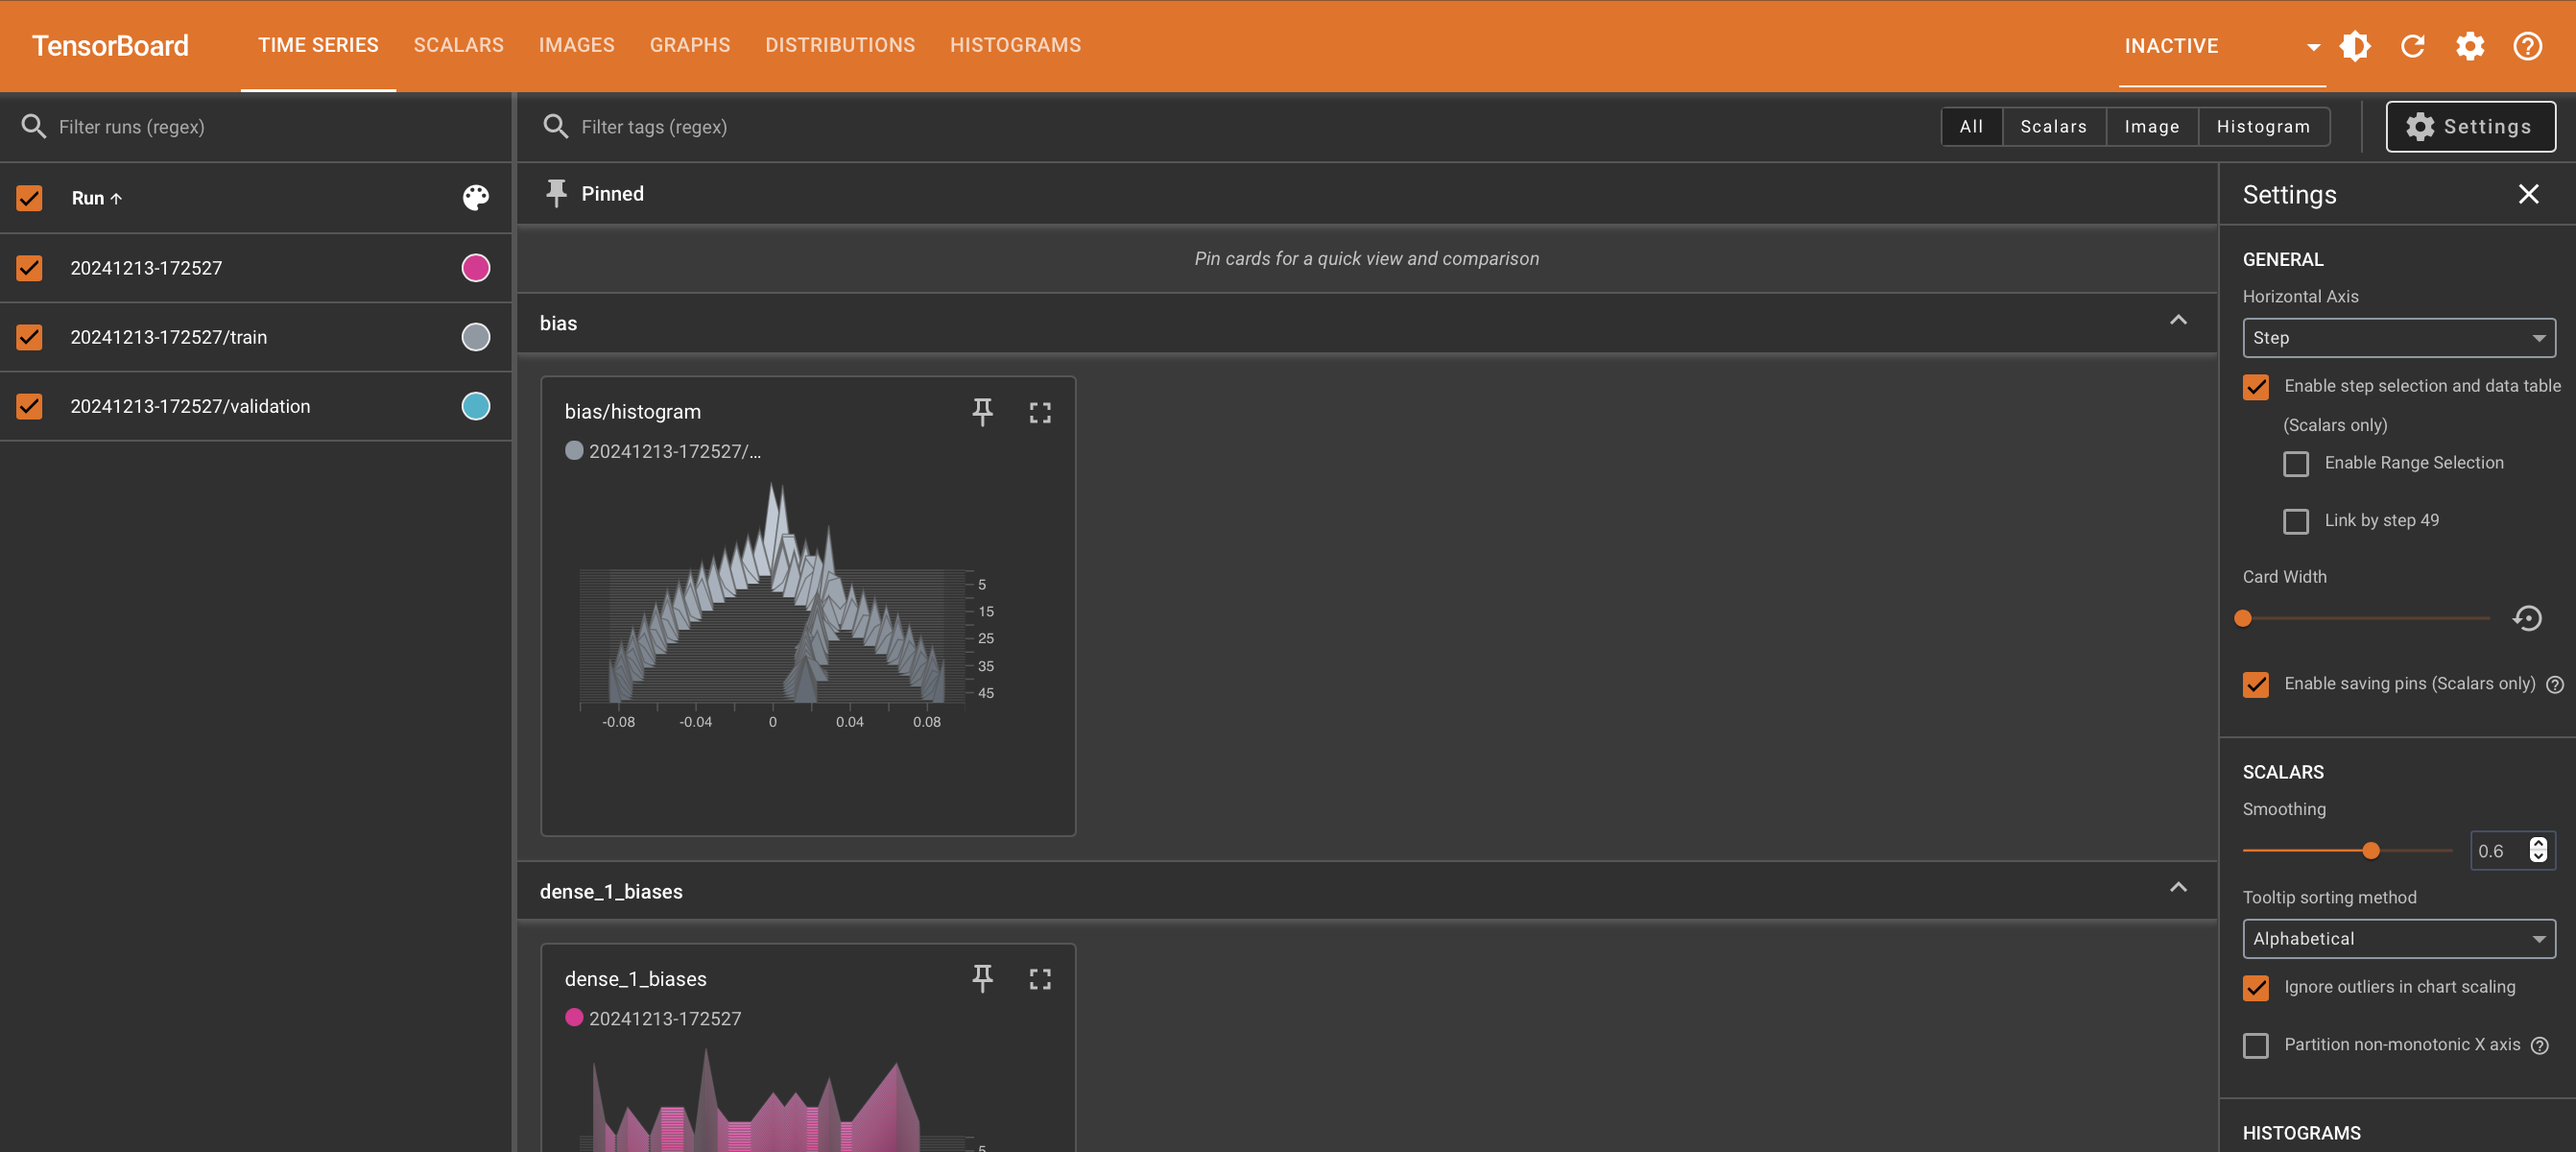 TensorBoard
TIME SERIES SCALARS IMAGES GRAPHS DISTRIBUTIONS HISTOGRAMS
INACTIVE
Filter runs (regex)
Filter tags (regex)
All Scalars Image Histogram
Settings
Run
20241213-172527
20241213-172527/train
20241213-172527/validation
Pinned
Pin cards for a quick view and comparison
bias
bias/histogram
20241213-172527/...
5
15
25
35
45
-0.08 -0.04 0 0.04 0.08
dense_1_biases
dense_1_biases
20241213-172527
5
Settings
GENERAL
Horizontal Axis
Step
Enable step selection and data table
(Scalars only)
Enable Range Selection
Link by step 49
Card Width
Enable saving pins (Scalars only)
SCALARS
Smoothing
0.6
Tooltip sorting method
Alphabetical
Ignore outliers in chart scaling
Partition non-monotonic X axis
HISTOGRAMS